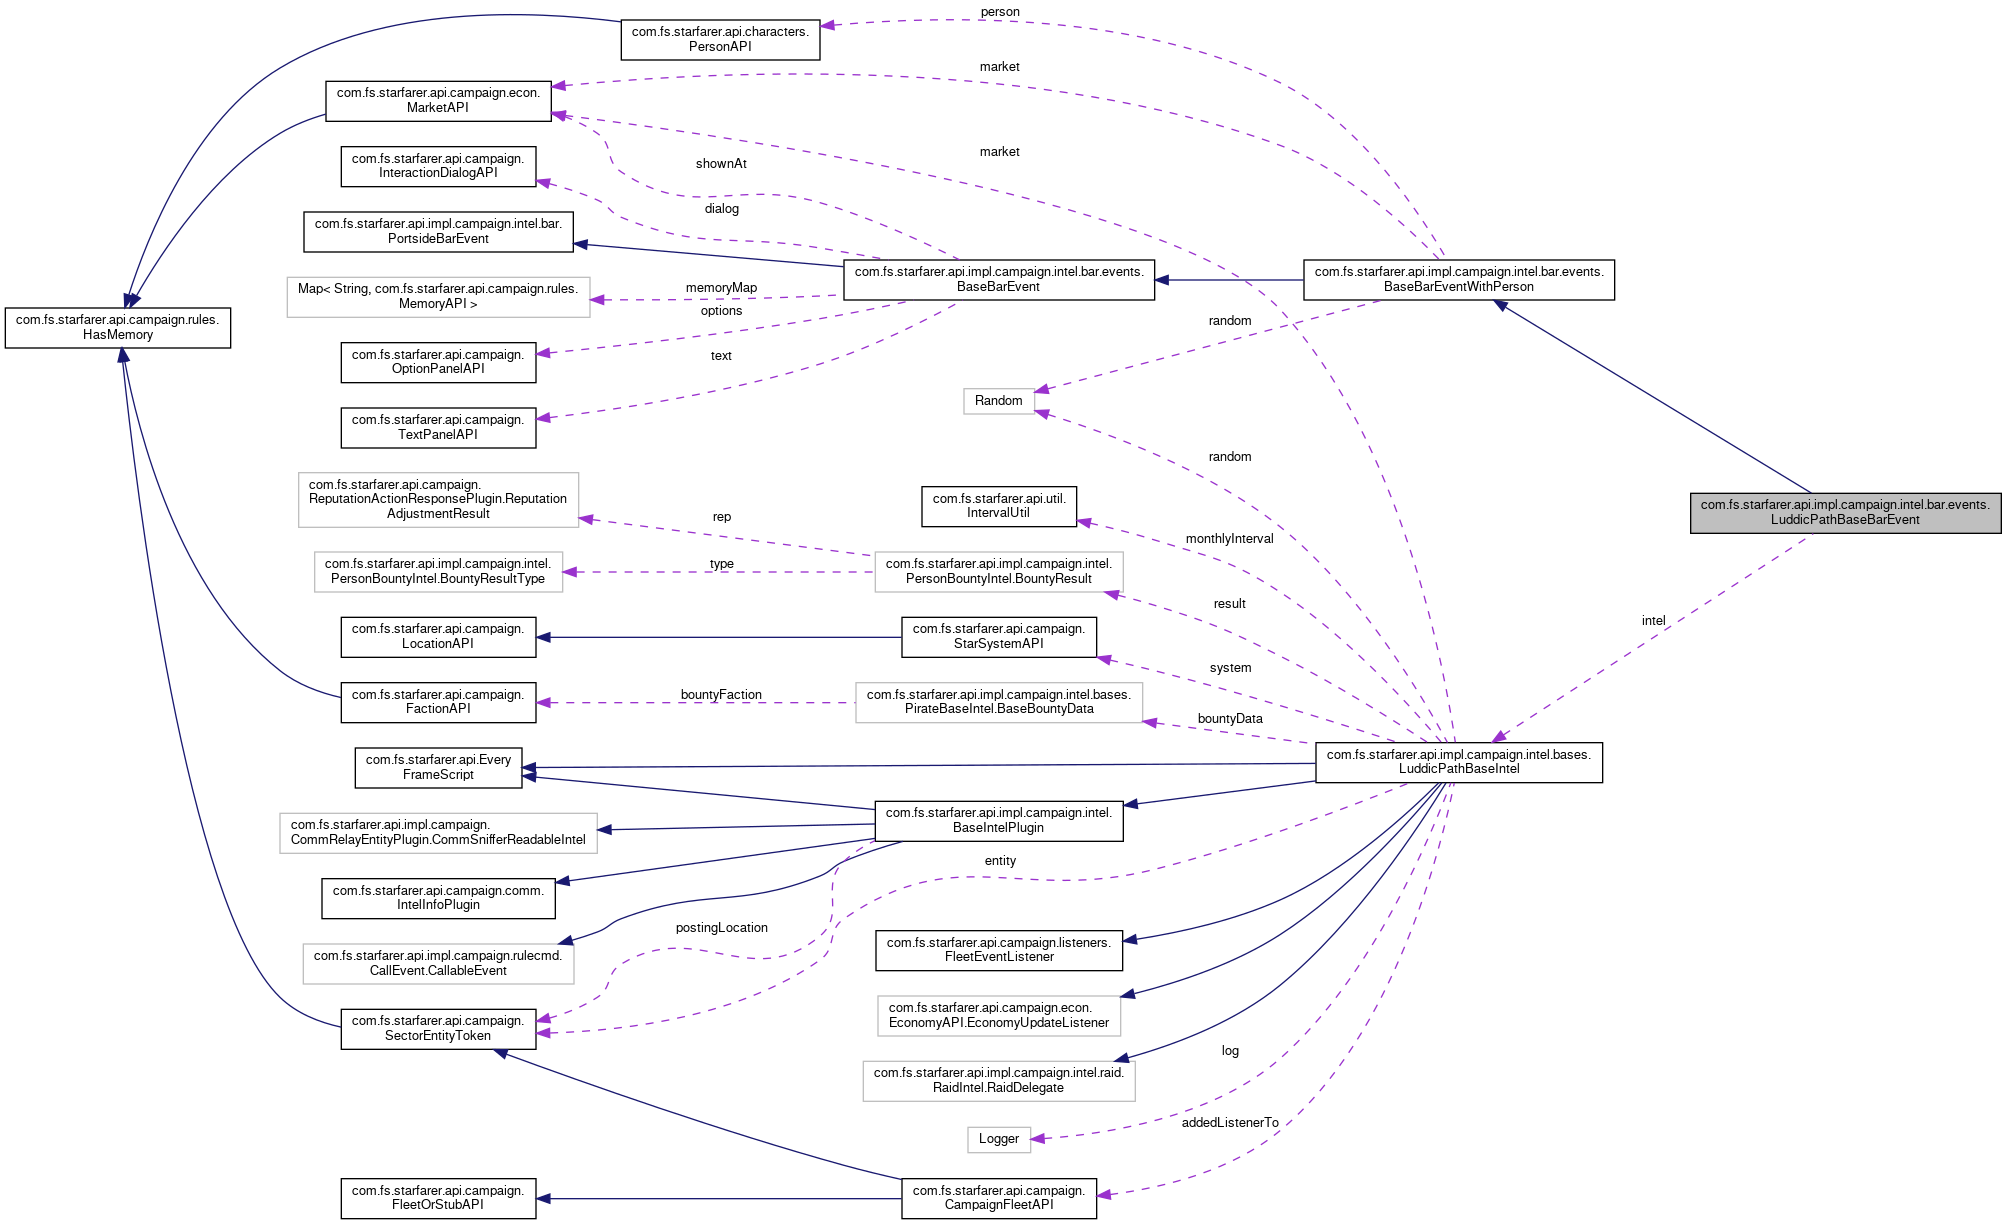 person
com.fs.starfarer.api.characters.
PersonAPI
market
com.fs.starfarer.api.campaign.econ.
MarketAPI
market
shownAt
com.fs.starfarer.api.campaign.
InteractionDialogAPI
dialog
com.fs.starfarer.api.impl.campaign.intel.bar.
PortsideBarEvent
com.fs.starfarer.api.impl.campaign.intel.bar.events.
BaseBarEvent
com.fs.starfarer.api.impl.campaign.intel.bar.events.
BaseBarEventWithPerson
Map< String, com.fs.starfarer.api.campaign.rules.
MemoryAPI >
memoryMap
options
com.fs.starfarer.api.campaign.rules.
HasMemory
random
com.fs.starfarer.api.campaign.
OptionPanelAPI
text
Random
com.fs.starfarer.api.campaign.
TextPanelAPI
random
com.fs.starfarer.api.campaign.
ReputationActionResponsePlugin.Reputation
AdjustmentResult
rep
com.fs.starfarer.api.util.
IntervalUtil
com.fs.starfarer.api.impl.campaign.intel.bar.events.
LuddicPathBaseBarEvent
monthlyInterval
com.fs.starfarer.api.impl.campaign.intel.
PersonBountyIntel.BountyResultType
type
com.fs.starfarer.api.impl.campaign.intel.
PersonBountyIntel.BountyResult
result
intel
com.fs.starfarer.api.campaign.
LocationAPI
com.fs.starfarer.api.campaign.
StarSystemAPI
system
com.fs.starfarer.api.campaign.
FactionAPI
bountyFaction
com.fs.starfarer.api.impl.campaign.intel.bases.
PirateBaseIntel.BaseBountyData
bountyData
com.fs.starfarer.api.Every
FrameScript
com.fs.starfarer.api.impl.campaign.intel.bases.
LuddicPathBaseIntel
com.fs.starfarer.api.impl.campaign.
CommRelayEntityPlugin.CommSnifferReadableIntel
com.fs.starfarer.api.impl.campaign.intel.
BaseIntelPlugin
entity
com.fs.starfarer.api.campaign.comm.
IntelInfoPlugin
postingLocation
com.fs.starfarer.api.impl.campaign.rulecmd.
CallEvent.CallableEvent
com.fs.starfarer.api.campaign.listeners.
FleetEventListener
com.fs.starfarer.api.campaign.
SectorEntityToken
com.fs.starfarer.api.campaign.econ.
EconomyAPI.EconomyUpdateListener
log
com.fs.starfarer.api.impl.campaign.intel.raid.
RaidIntel.RaidDelegate
addedListenerTo
Logger
com.fs.starfarer.api.campaign.
FleetOrStubAPI
com.fs.starfarer.api.campaign.
CampaignFleetAPI